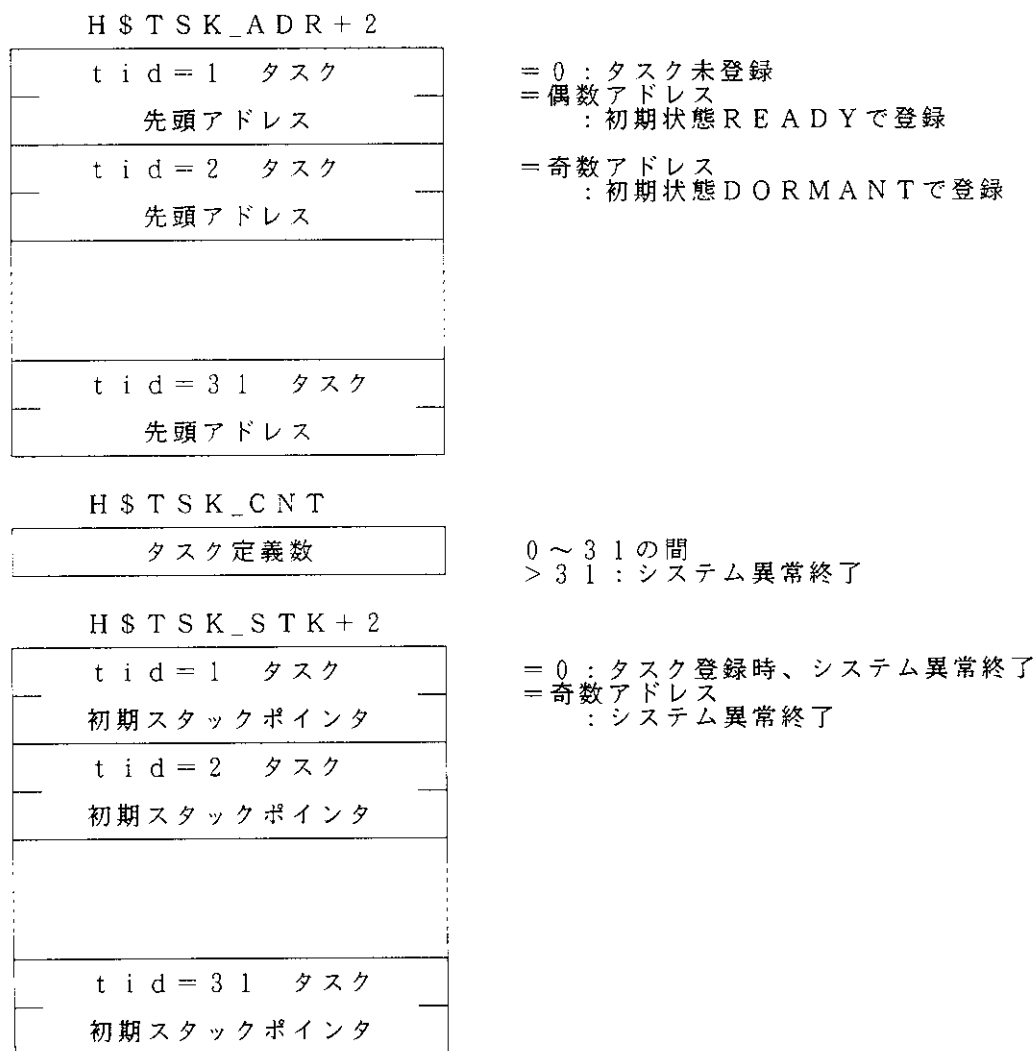 H$TSK_ADR+2
tid=1 タスク
先頭アドレス
=0:タスク未登録
=偶数アドレス
:初期状態READYで登録
tid=2 タスク
先頭アドレス
=奇数アドレス
:初期状態DORMANTで登録
tid=31 タスク
先頭アドレス
H$TSK_CNT
タスク定義数
0~31の間
>31:システム異常終了
H$TSK_STK+2
tid=1 タスク
初期スタックポインタ
=0:タスク登録時、システム異常終了
=奇数アドレス
:システム異常終了
tid=2 タスク
初期スタックポインタ
tid=31 タスク
初期スタックポインタ